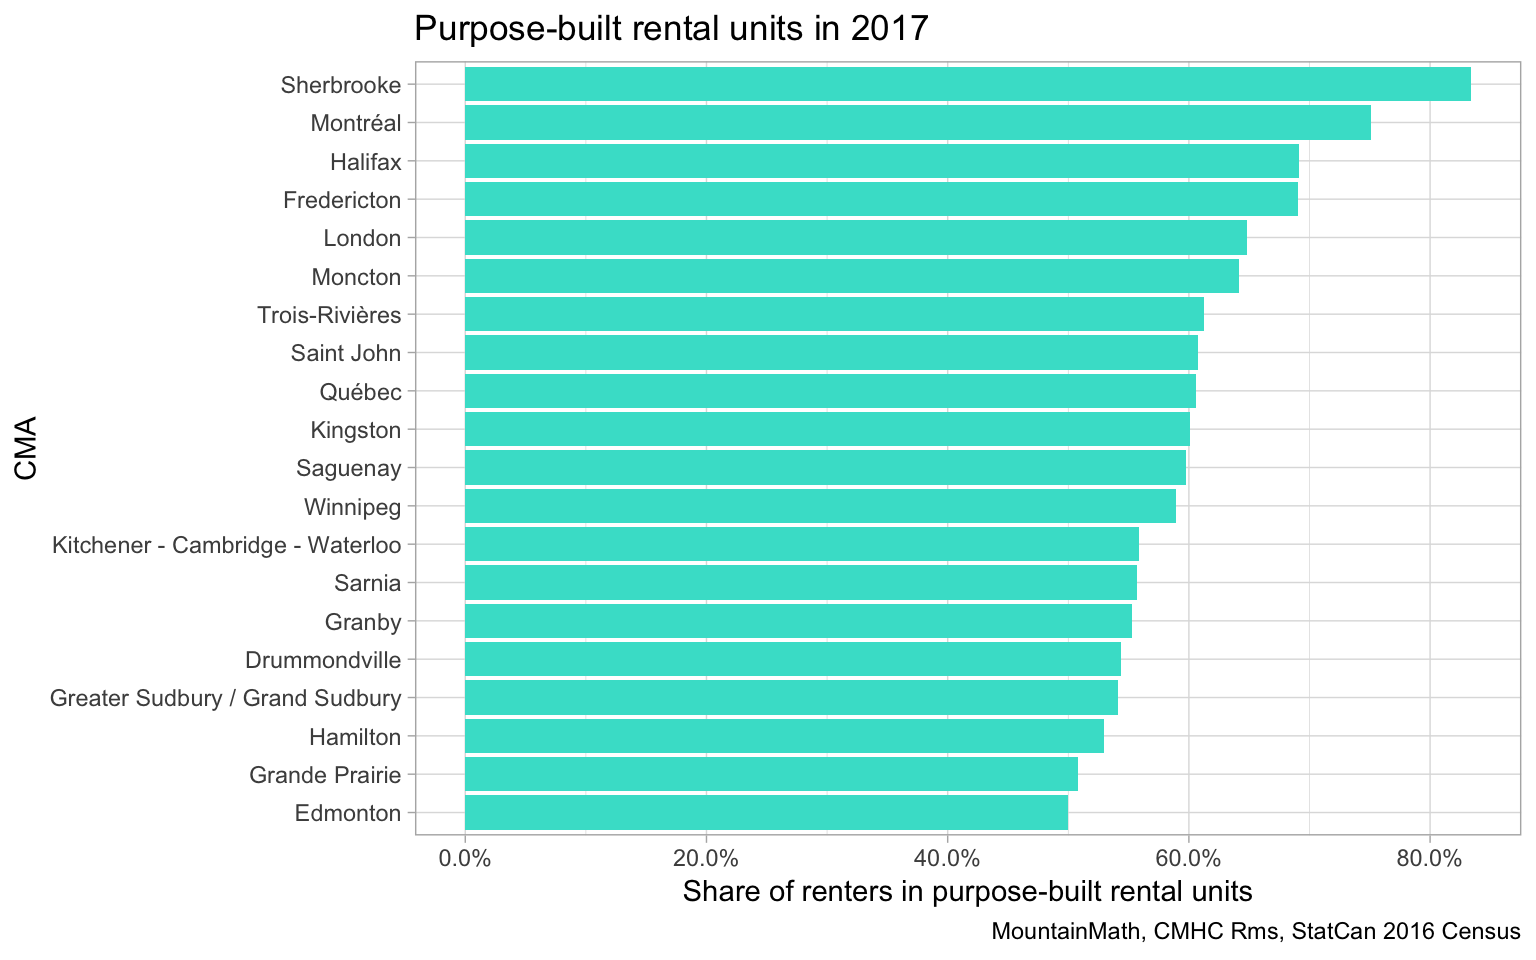 Purpose-built rental units in 2017
CMA
Sherbrooke
Montréal
Halifax
Fredericton
London
Moncton
Trois-Rivières
Saint John
Québec
Kingston
Saguenay
Winnipeg
Kitchener - Cambridge - Waterloo
Sarnia
Granby
Drummondville
Greater Sudbury / Grand Sudbury
Hamilton
Grande Prairie
Edmonton
0.0% 20.0% 40.0% 60.0% 80.0%
Share of renters in purpose-built rental units
MountainMath, CMHC Rms, StatCan 2016 Census